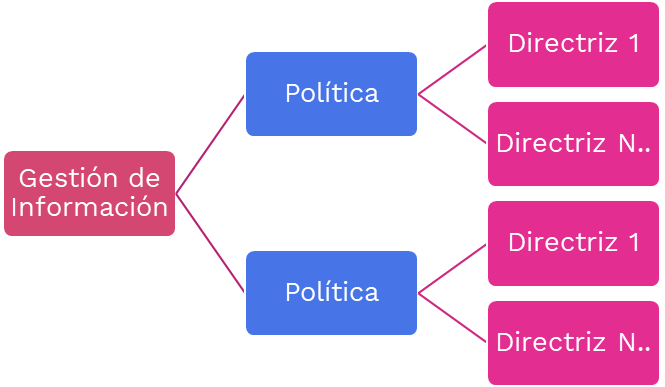 Gestión de
Información
Política
Directriz 1
Directriz N..
Política
Directriz 1
Directriz N..